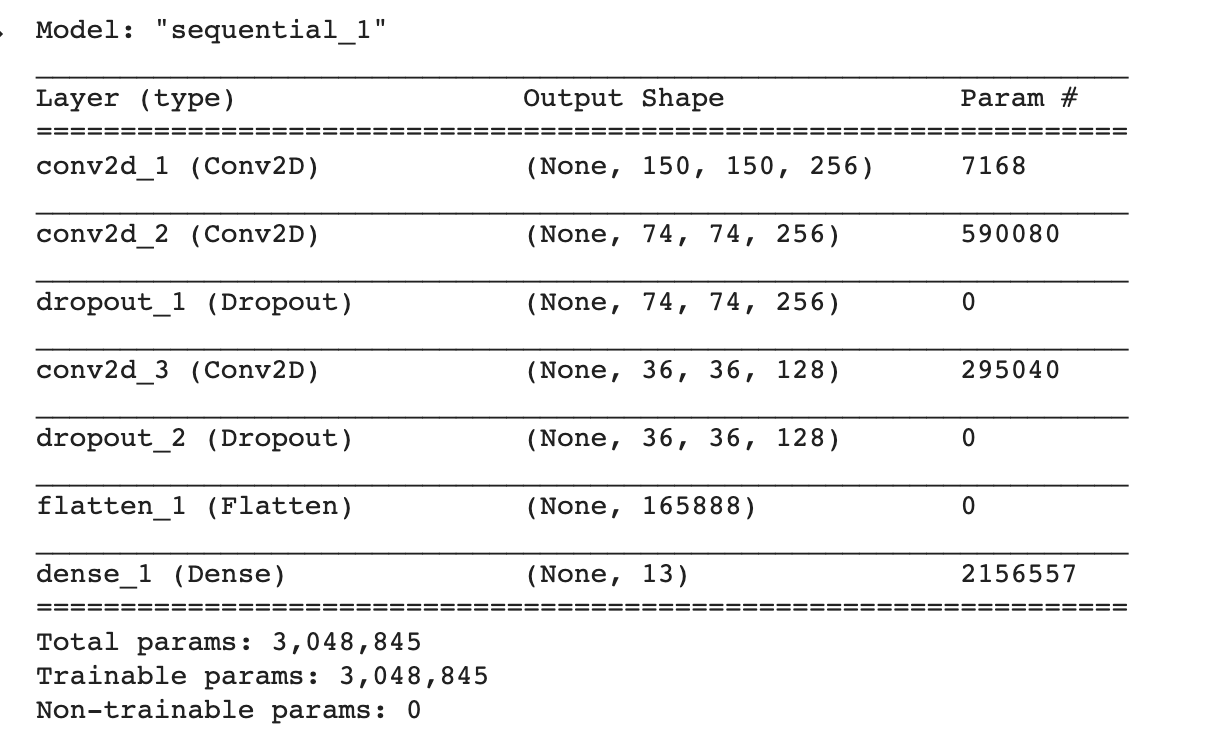 Model: "sequential_1"
Layer (type) Output Shape Param #
conv2d_1 (Conv2D) (None, 150, 150, 256) 7168
conv2d_2 (Conv2D) (None, 74, 74, 256) 590080
dropout_1 (Dropout) (None, 74, 74, 256) 0
conv2d_3 (Conv2D) (None, 36, 36, 128) 295040
dropout_2 (Dropout) (None, 36, 36, 128) 0
flatten_1 (Flatten) (None, 165888) 0
dense_1 (Dense) (None, 13) 2156557
Total params: 3,048,845
Trainable params: 3,048,845
Non-trainable params: 0